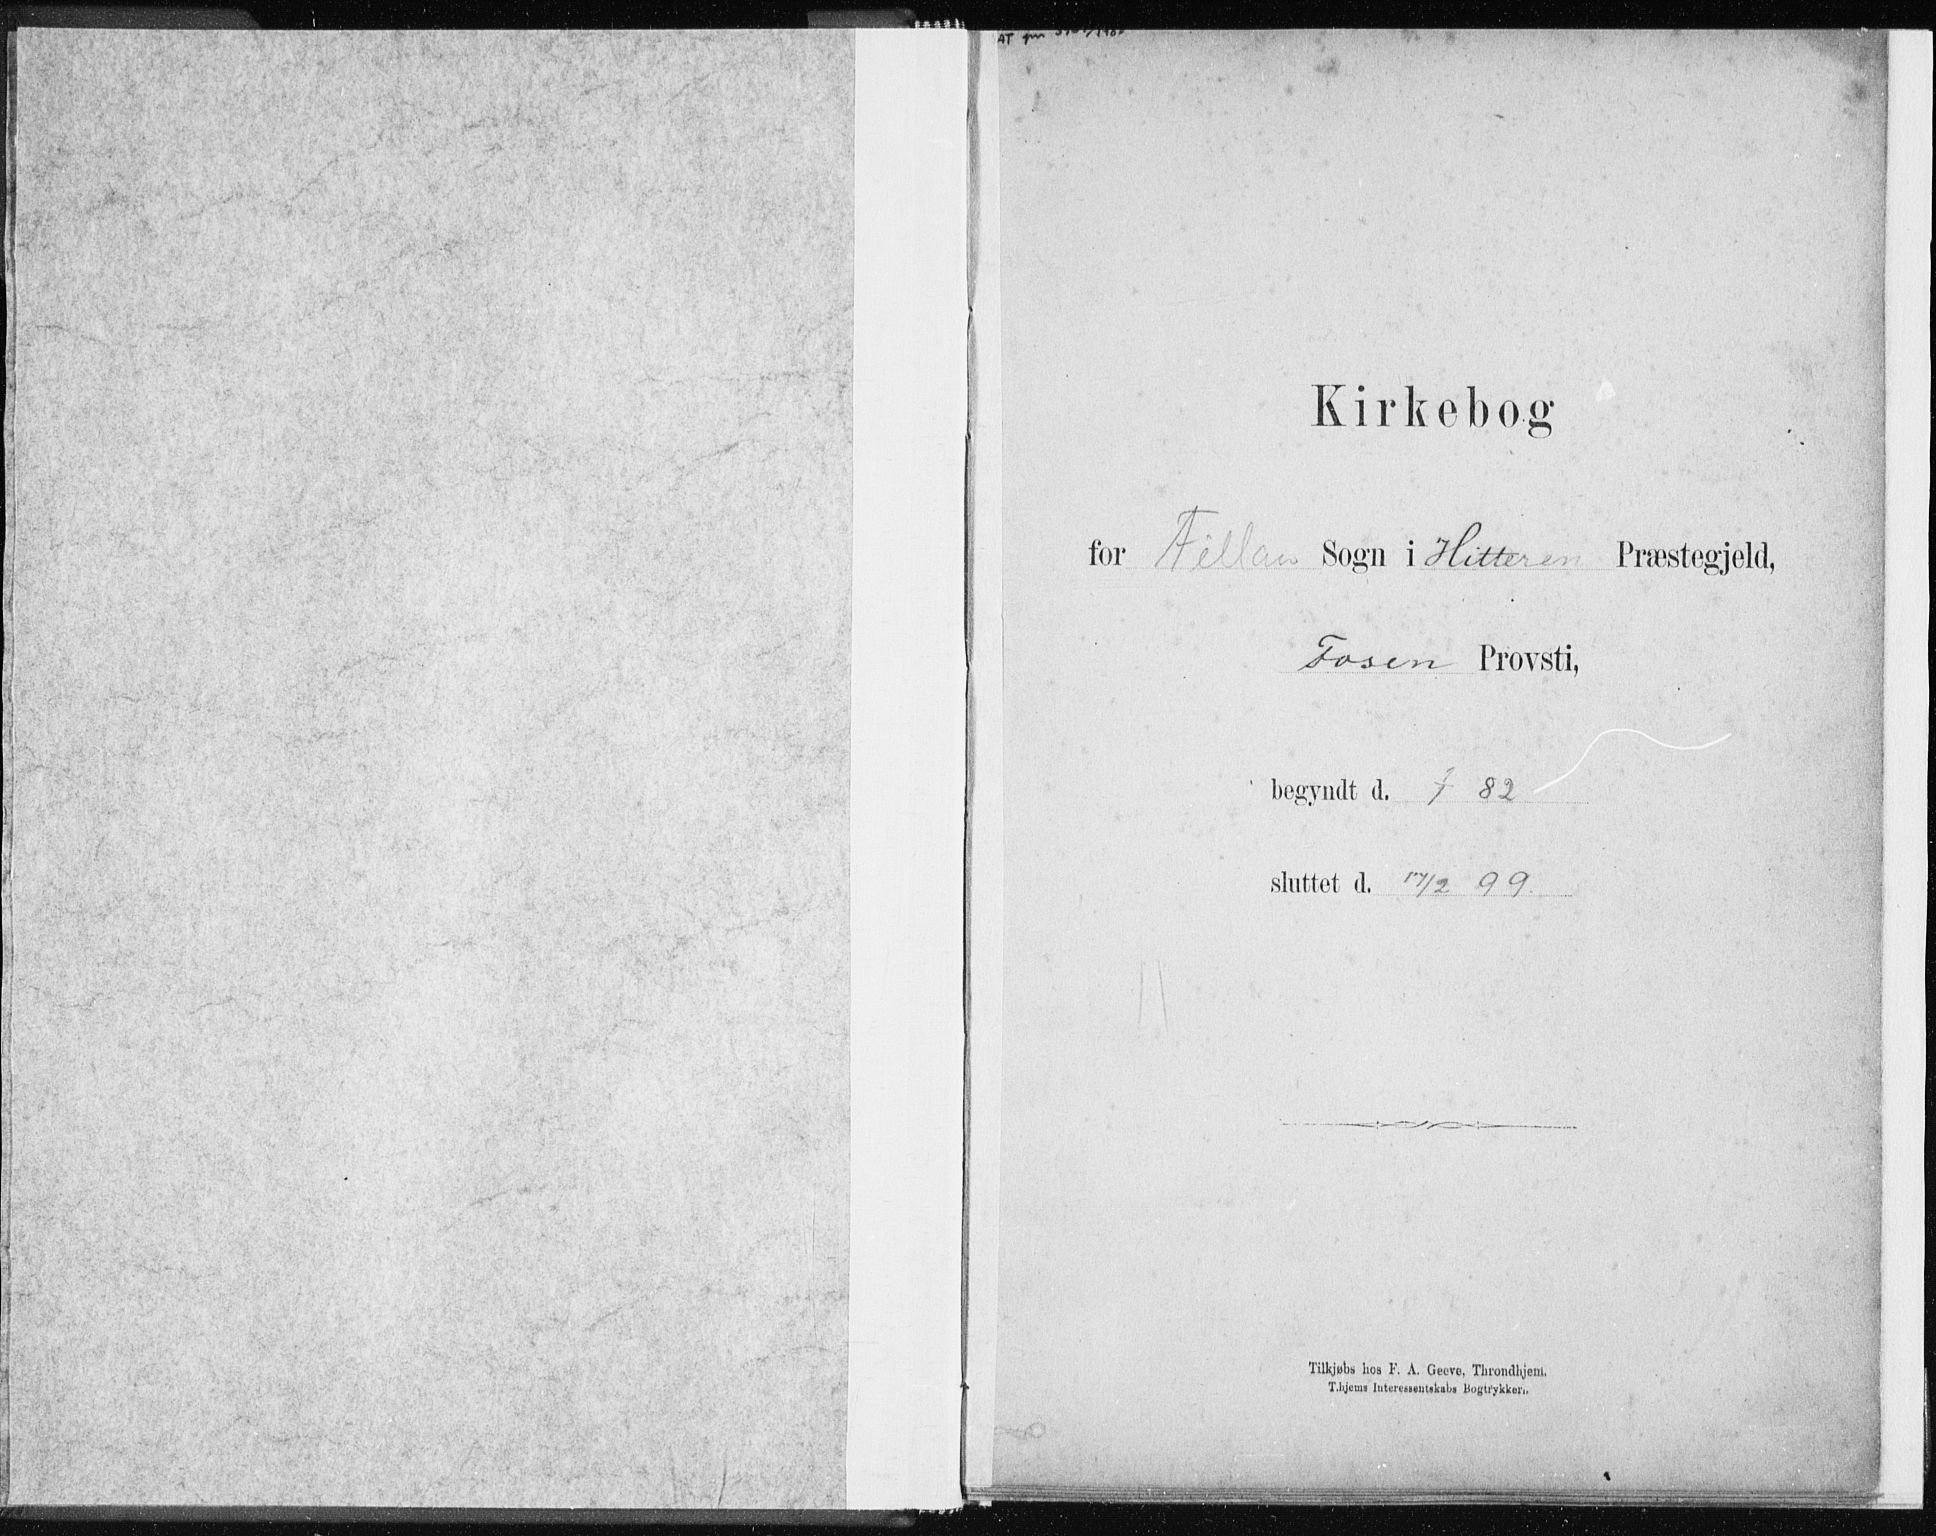 Kirkebog
for Fillan Sogn i Hitteren Præstegjeld,
Fosen Provsti,
begyndt d. 82
sluttet d. 17/2 99.
Tilkjøbs hos F. A. Geeve, Throndhjem.
T.hjems Interessentskabs Bogtrykkeri.